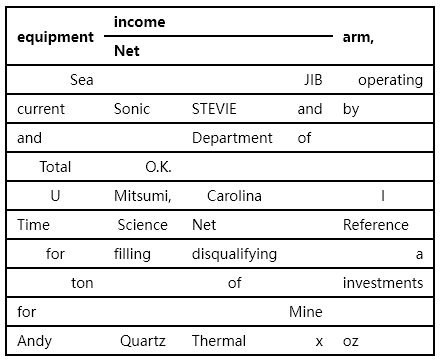 equipment income arm,
Net
Sea JIB operating
current Sonic STEVIE and by
and Department of
Total O.K.
U Mitsumi, Carolina I
Time Science Net Reference
for filling disqualifying a
ton of investments
for Mine
Andy Quartz Thermal x oz